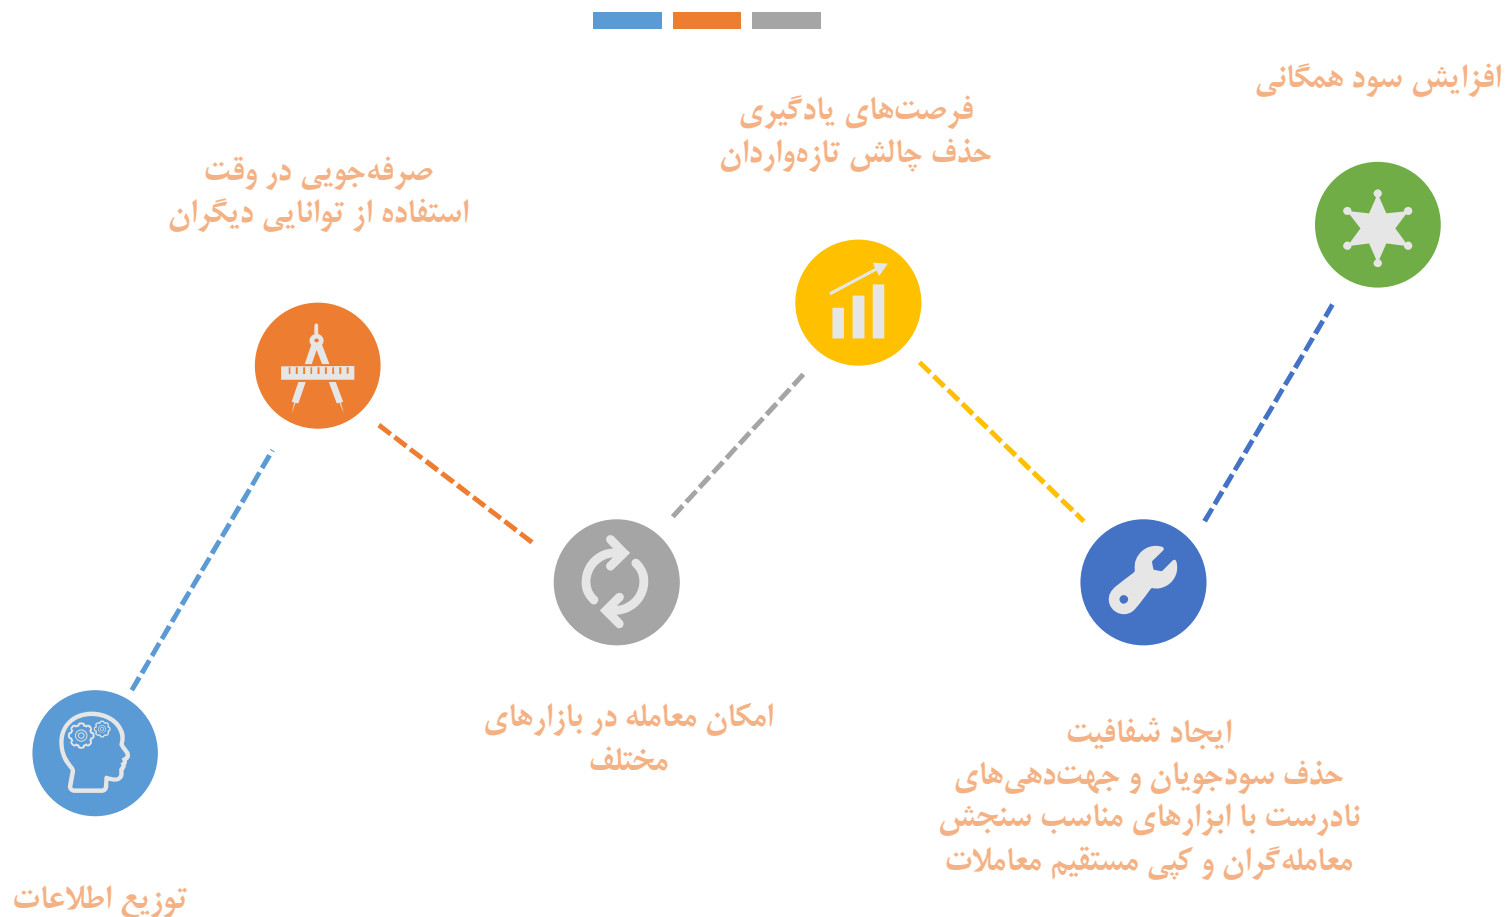 افزایش سود همگانی
فرصت‌های یادگیری
حذف چالش تازه‌واردان
صرفه‌جویی در وقت
استفاده از توانایی دیگران
امکان معامله در بازارهای
مختلف
ایجاد شفافیت
حذف سودجویان و جهت‌دهی‌های
نادرست با ابزارهای مناسب سنجش
معامله‌گران و کپی مستقیم معاملات
توزیع اطلاعات